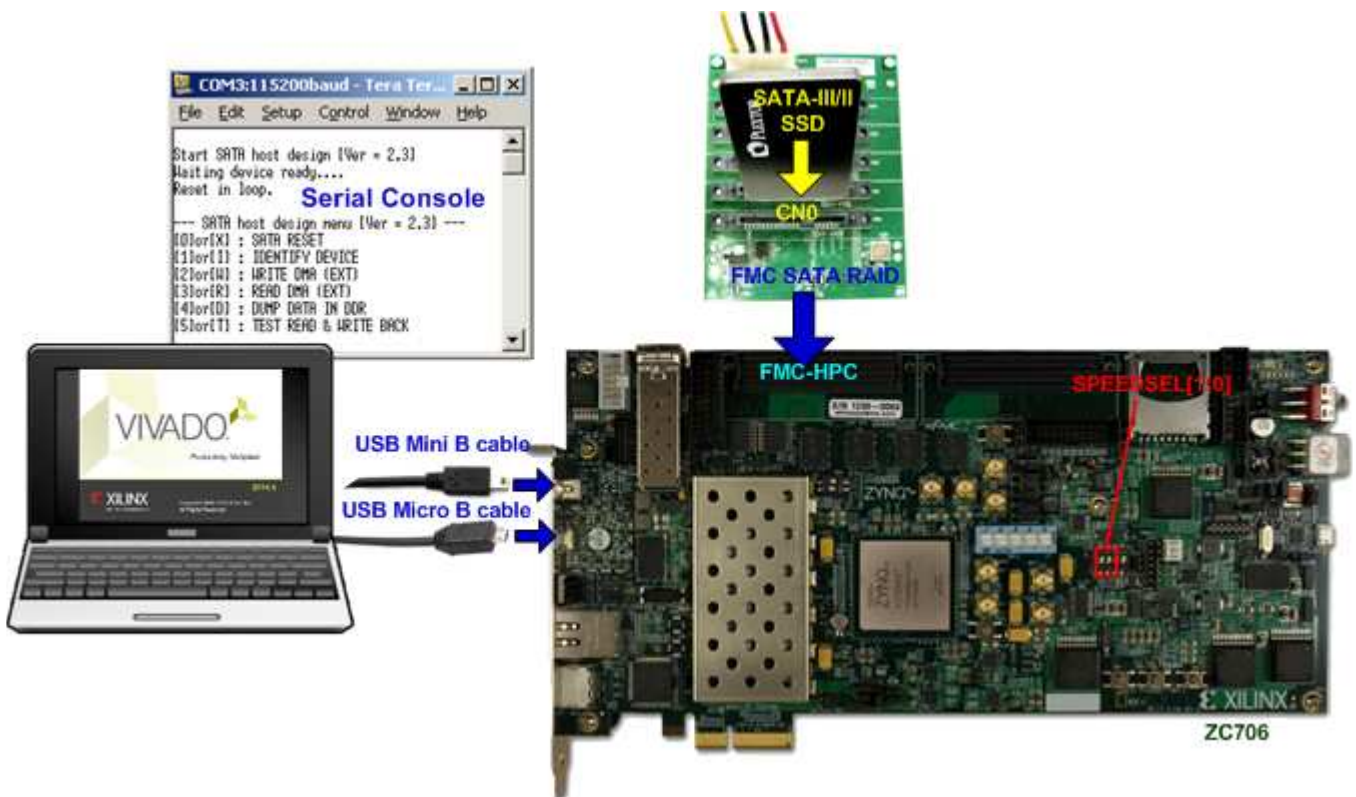 COM3:115200baud - Tera Ter...
File Edit Setup Control Window Help
Start SATA host design [Ver = 2.3]
Waiting device ready....
Reset in loop.
Serial Console
--- SATA host design menu [Ver = 2.3] ---
[0]or[X] : SATA RESET
[1]or[I] : IDENTIFY DEVICE
[2]or[W] : WRITE DMA (EXT)
[3]or[R] : READ DMA (EXT)
[4]or[D] : DUMP DATA IN DDR
[5]or[T] : TEST READ & WRITE BACK
SATA-III/II
SSD
PLEXTOR
CN0
FMC SATA RAID
FMC-HPC
SPEEDSEL[1:0]
VIVADO
XILINX
USB Mini B cable
USB Micro B cable
ZYNQ
ZYNQ
XILINX
ZC706